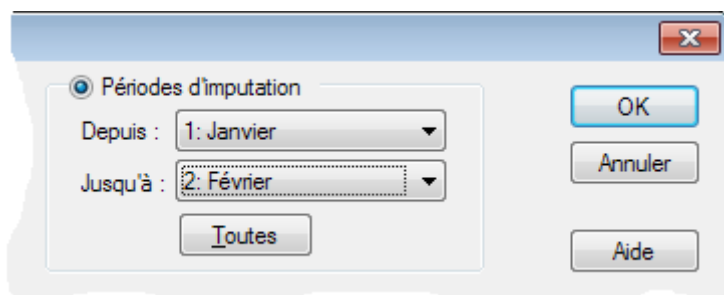 Périodes d'imputation
Depuis : 1: Janvier
Jusqu'à : 2: Février
Toutes
OK
Annuler
Aide